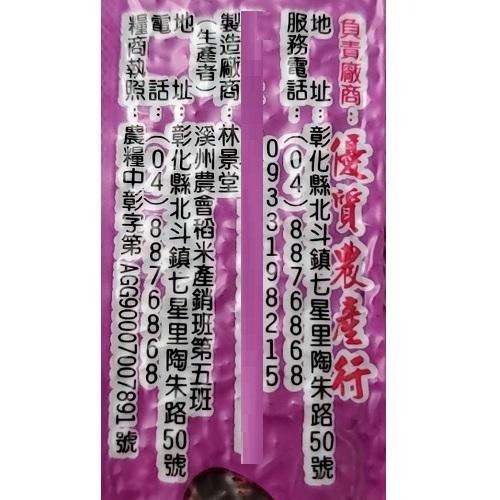 負責廠商：優質農產行
地址：彰化縣北斗鎮七星里陶朱路50號
服務電話：(04)8876868
0933198215
製造廠商：林景堂
(生產者) 溪州農會稻米產銷班第五班
地址：彰化縣北斗鎮七星里陶朱路50號
電話：(04)8876868
糧商執照：農糧中彰字第AGG90007007891號